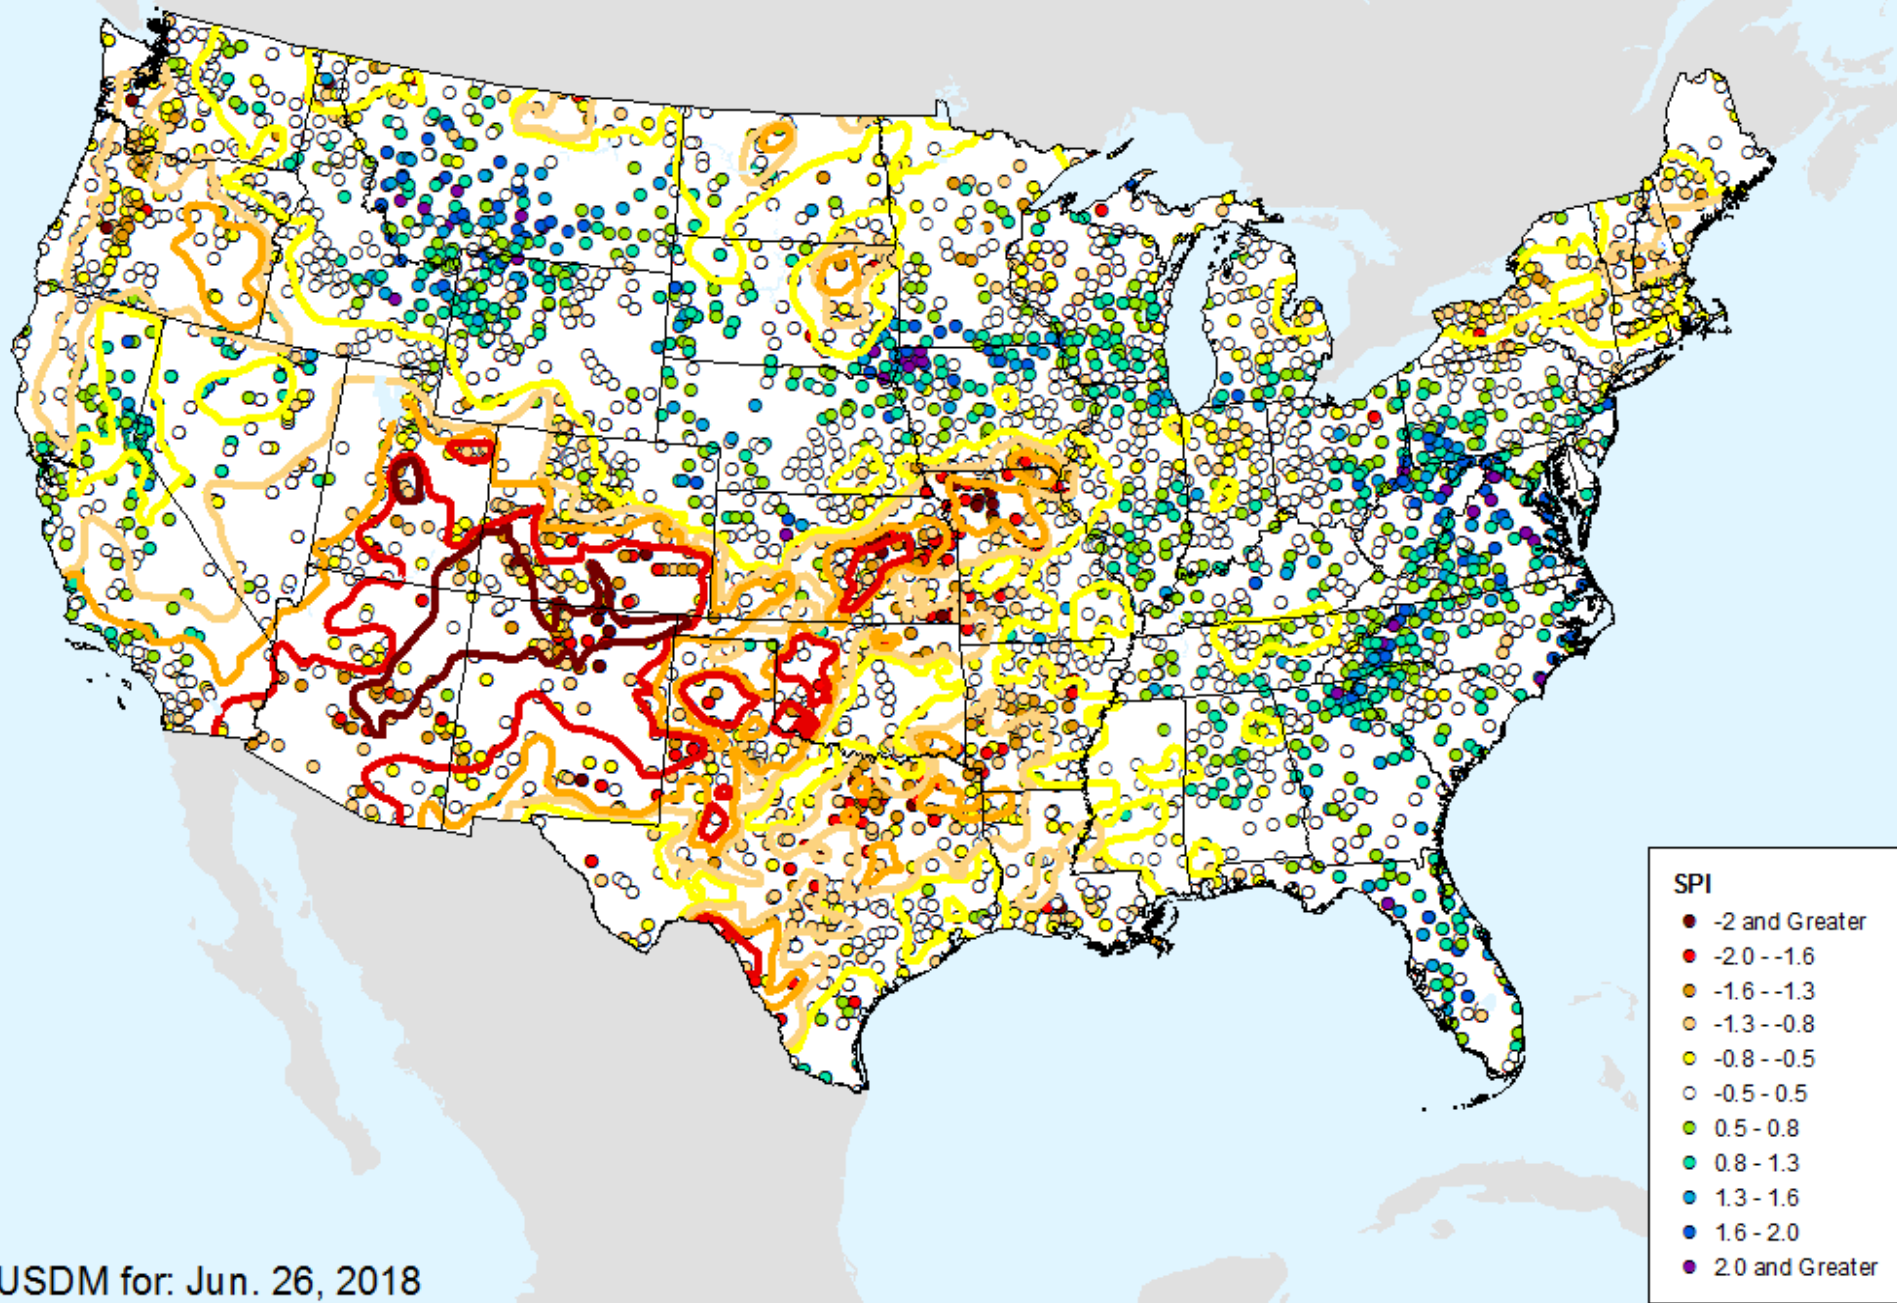 SPI
-2 and Greater
-2.0 - -1.6
-1.6 - -1.3
-1.3 - -0.8
-0.8 - -0.5
-0.5 - 0.5
0.5 - 0.8
0.8 - 1.3
1.3 - 1.6
1.6 - 2.0
2.0 and Greater
USDM for: Jun. 26, 2018